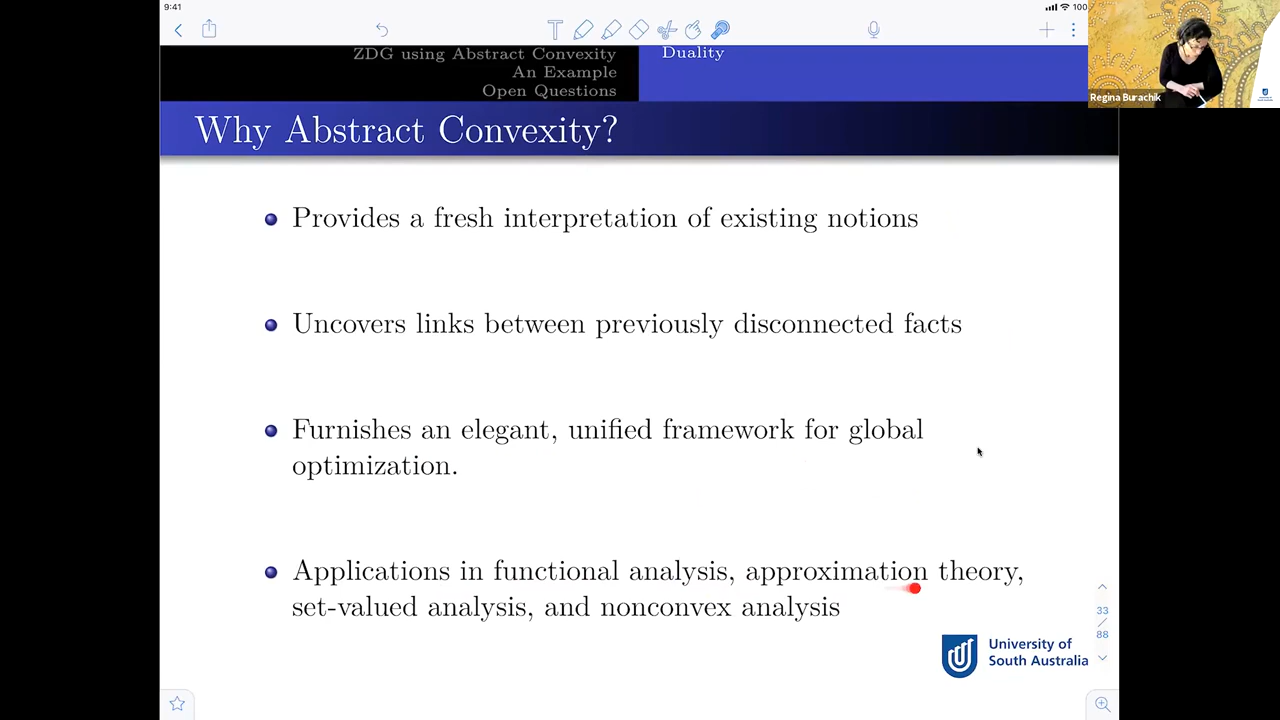 9:41
100
ZDG using Abstract Convexity
An Example
Open Questions
Duality
Regina Burachik
Why Abstract Convexity?
Provides a fresh interpretation of existing notions
Uncovers links between previously disconnected facts
Furnishes an elegant, unified framework for global
optimization.
Applications in functional analysis, approximation theory,
set-valued analysis, and nonconvex analysis
33
/
88
University of
South Australia